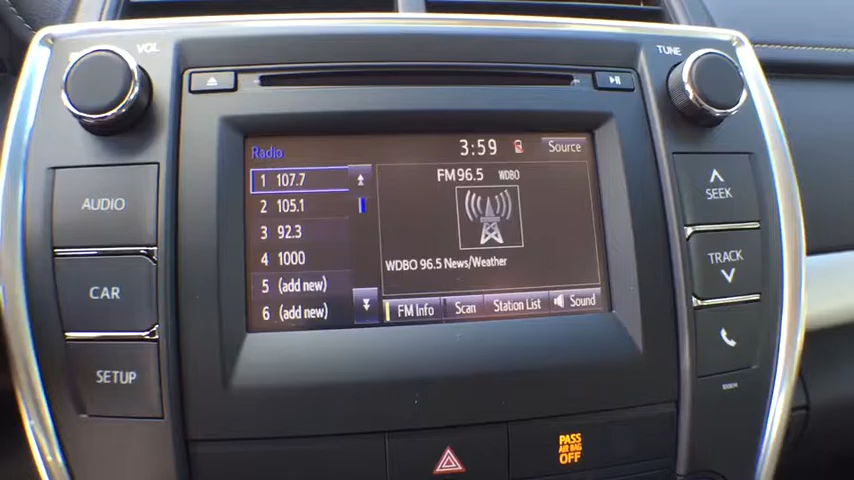 VOL
TUNE
Radio
3:59
Source
1 107.7
2 105.1
3 92.3
4 1000
5 (add new)
6 (add new)
FM 96.5 WDBO
WDBO 96.5 News/Weather
FM Info
Scan
Station List
Sound
AUDIO
CAR
SETUP
SEEK
TRACK
PASS
AIR BAG
OFF